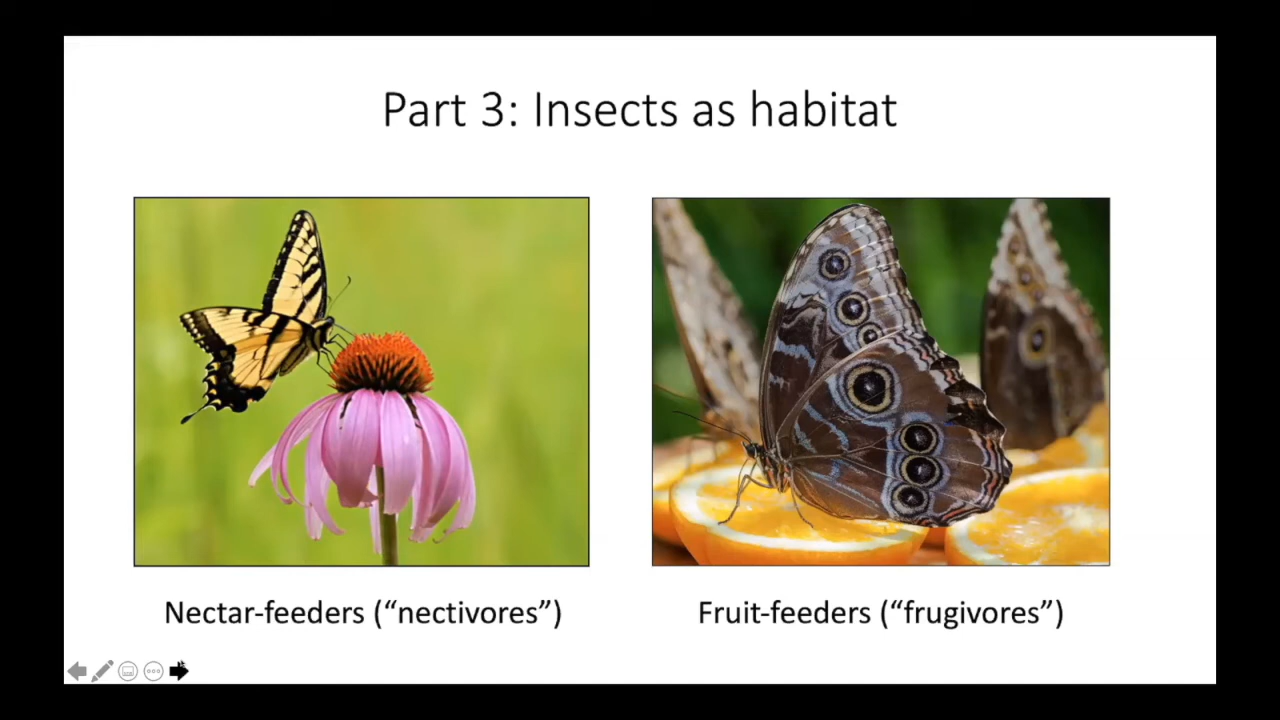 Part 3: Insects as habitat
Nectar-feeders (“nectivores”)
Fruit-feeders (“frugivores”)